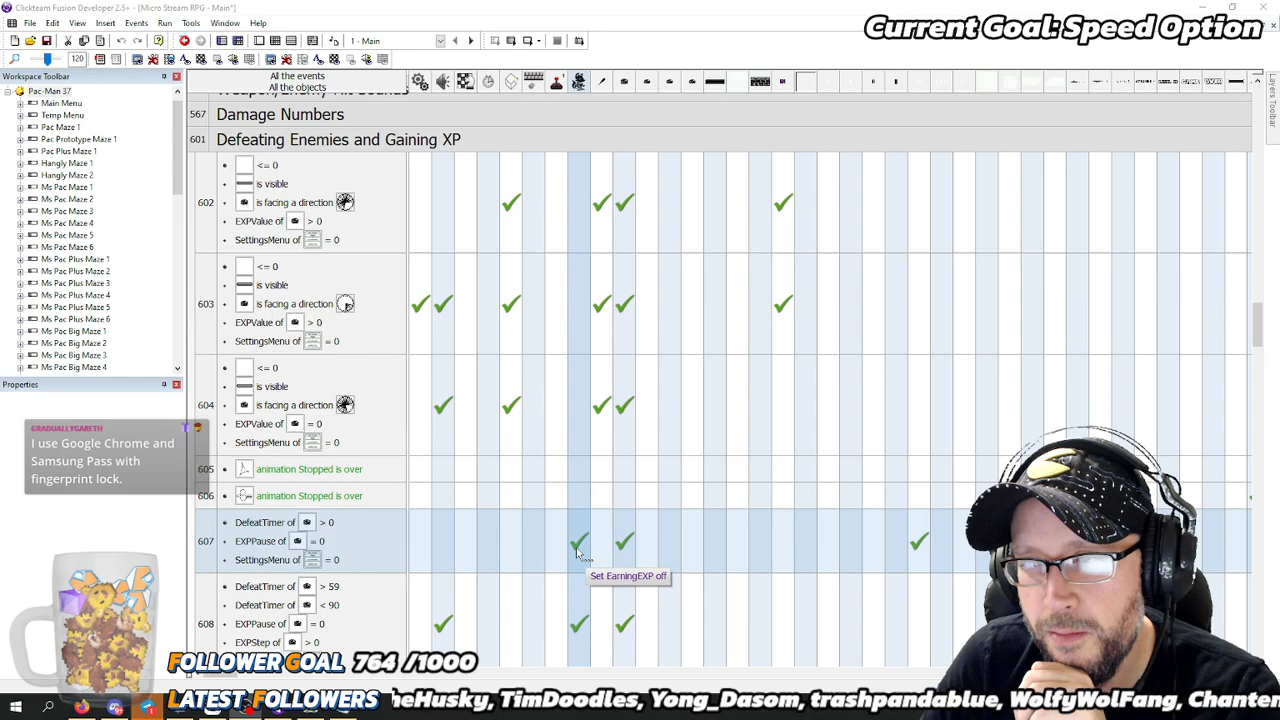 Clickteam Fusion Developer 2.5+ - [Micro Stream RPG - Main*]
File Edit View Insert Events Run Tools Window Help
Current Goal: Speed Option
1 - Main
120
Workspace Toolbar
Pac-Man 37
Main Menu
Temp Menu
Pac Maze 1
Pac Prototype Maze 1
Pac Plus Maze 1
Hangly Maze 1
Hangly Maze 2
Ms Pac Maze 1
Ms Pac Maze 2
Ms Pac Maze 3
Ms Pac Maze 4
Ms Pac Maze 5
Ms Pac Maze 6
Ms Pac Plus Maze 1
Ms Pac Plus Maze 2
Ms Pac Plus Maze 3
Ms Pac Plus Maze 4
Ms Pac Plus Maze 5
Ms Pac Plus Maze 6
Ms Pac Big Maze 1
Ms Pac Big Maze 2
Ms Pac Big Maze 3
Ms Pac Big Maze 4
Properties
All the events
All the objects
Layers Toolbar
567 Damage Numbers
601 Defeating Enemies and Gaining XP
602
<= 0
is visible
is facing a direction
EXPValue of > 0
SettingsMenu of = 0
603
<= 0
is visible
is facing a direction
EXPValue of > 0
SettingsMenu of = 0
604
<= 0
is visible
is facing a direction
EXPValue of = 0
SettingsMenu of = 0
605 animation Stopped is over
606 animation Stopped is over
607
DefeatTimer of > 0
EXPPause of = 0
SettingsMenu of = 0
Set EarningEXP off
608
DefeatTimer of > 59
DefeatTimer of < 90
EXPPause of = 0
EXPStep of > 0
GRADUALLYGARETH
I use Google Chrome and
Samsung Pass with
fingerprint lock.
Follower Goal 764 /1000
Latest Followers heHusky, TimDoodles, Yong_Dasom, trashpandablue, WolfyWolFang, Chanter